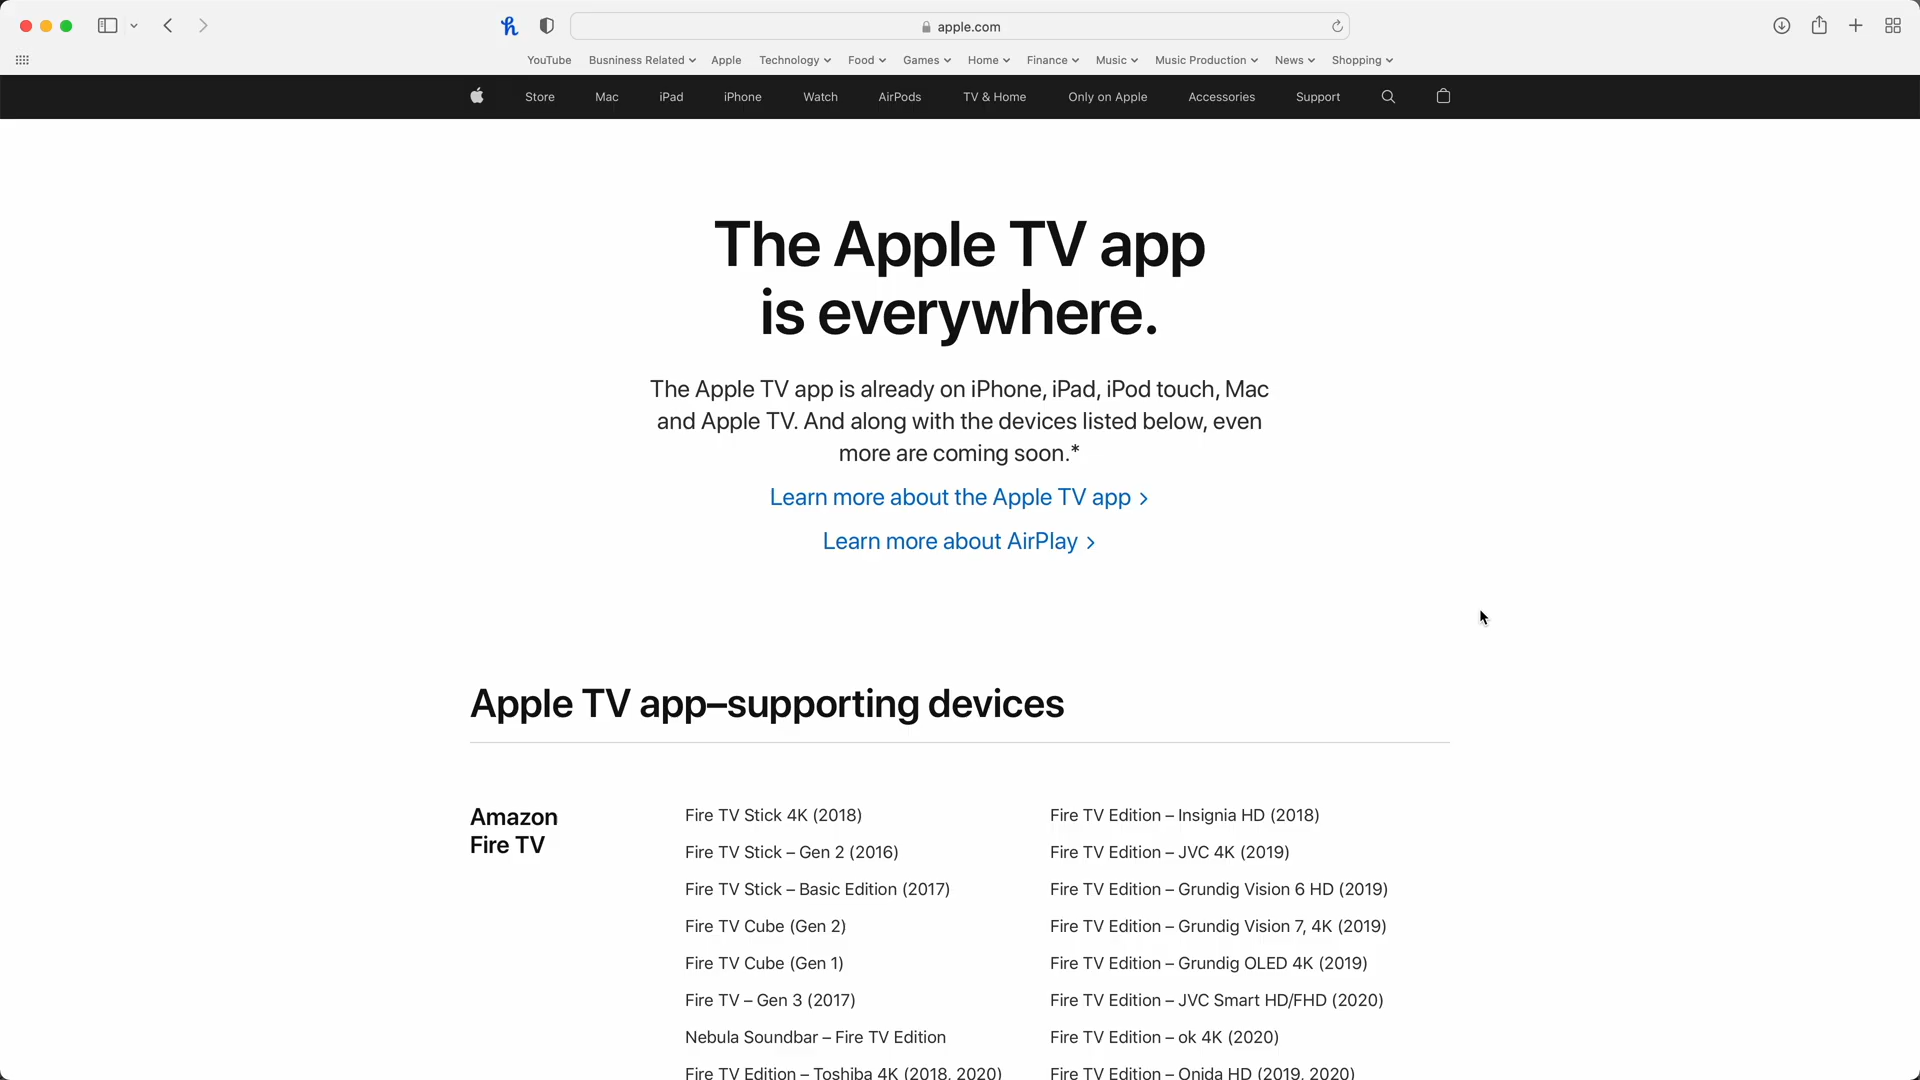 apple.com
YouTube Busniness Related Apple Technology Food Games Home Finance Music Music Production News Shopping
Store Mac iPad iPhone Watch AirPods TV & Home Only on Apple Accessories Support
The Apple TV app
is everywhere.
The Apple TV app is already on iPhone, iPad, iPod touch, Mac
and Apple TV. And along with the devices listed below, even
more are coming soon.*
Learn more about the Apple TV app >
Learn more about AirPlay >
Apple TV app–supporting devices
Amazon
Fire TV
Fire TV Stick 4K (2018)
Fire TV Stick – Gen 2 (2016)
Fire TV Stick – Basic Edition (2017)
Fire TV Cube (Gen 2)
Fire TV Cube (Gen 1)
Fire TV – Gen 3 (2017)
Nebula Soundbar – Fire TV Edition
Fire TV Edition – Toshiba 4K (2018, 2020)
Fire TV Edition – Insignia HD (2018)
Fire TV Edition – JVC 4K (2019)
Fire TV Edition – Grundig Vision 6 HD (2019)
Fire TV Edition – Grundig Vision 7, 4K (2019)
Fire TV Edition – Grundig OLED 4K (2019)
Fire TV Edition – JVC Smart HD/FHD (2020)
Fire TV Edition – ok 4K (2020)
Fire TV Edition – Onida HD (2019, 2020)